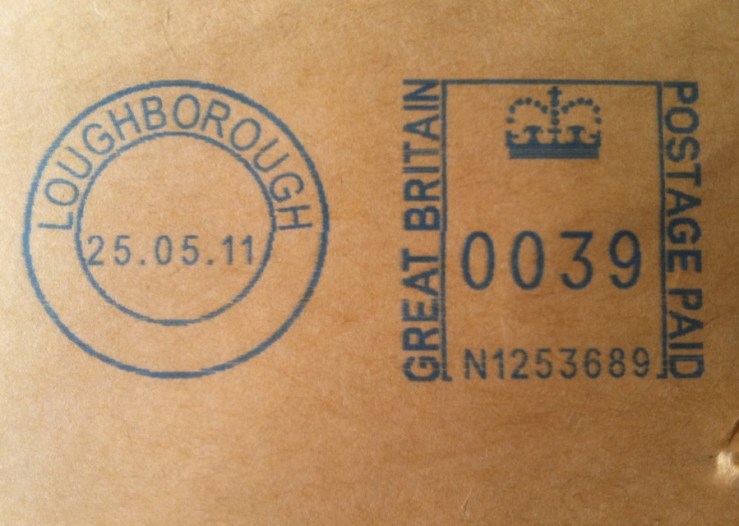 LOUGHBOROUGH
25.05.11
GREAT BRITAIN
0039
N1253689
POSTAGE PAID